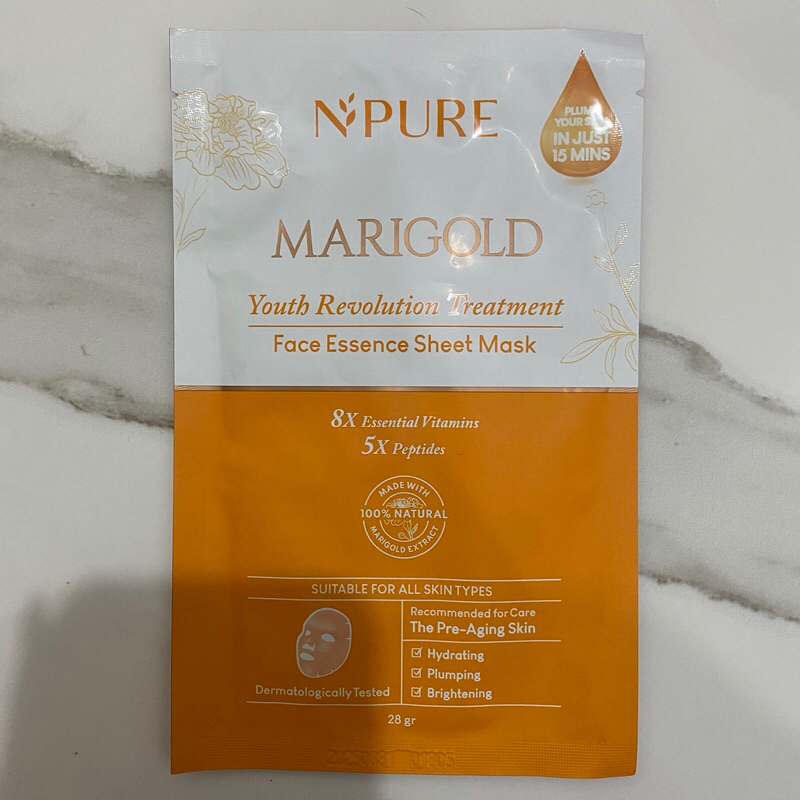 N PURE
PLUMP
YOUR
IN JUST
15 MINS
MARIGOLD
Youth Revolution Treatment
Face Essence Sheet Mask
8X Essential Vitamins
5X Peptides
MADE WITH
100% NATURAL
MARIGOLD EXTRACT
SUITABLE FOR ALL SKIN TYPES
Dermatologically Tested
Recommended for Care
The Pre-Aging Skin
Hydrating
Plumping
Brightening
28 gr